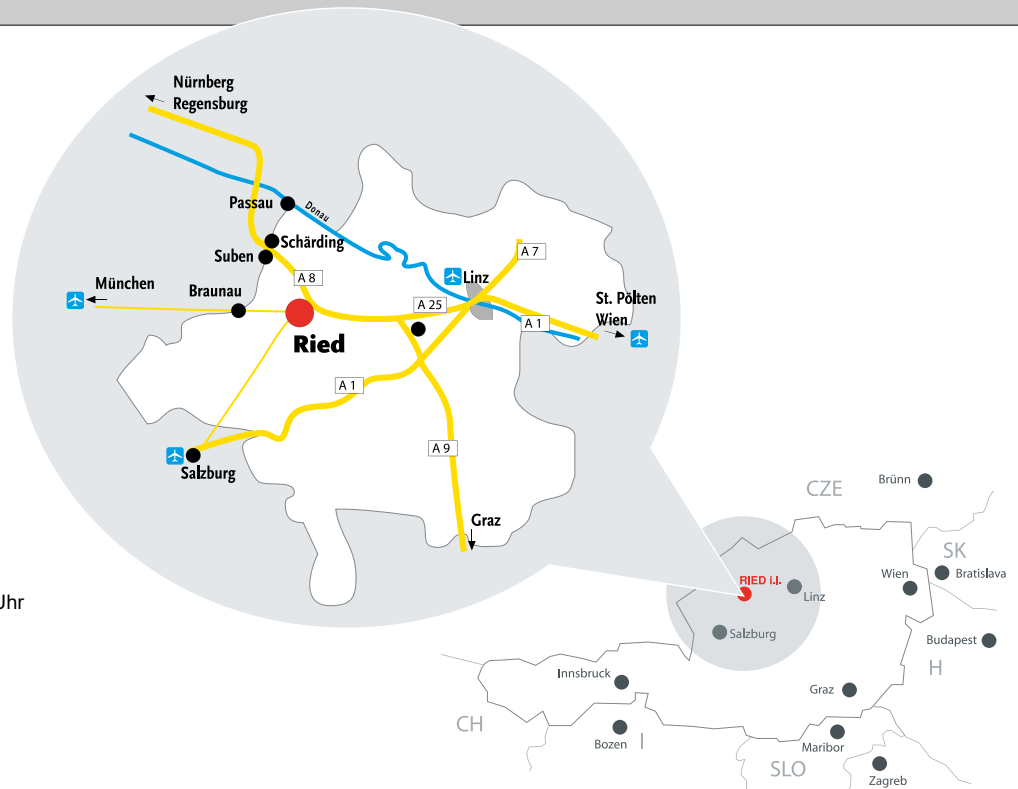 Nürnberg
Regensburg
Passau
Donau
Schärding
Suben
A 8
A 7
Linz
München
Braunau
A 25
St. Pölten
Wien
A 1
Ried
A 1
A 9
Salzburg
Graz
Uhr
CZE
Brünn
SK
RIED i.I.
Wien
Bratislava
Linz
Salzburg
Budapest
H
Innsbruck
Graz
CH
Bozen
I
Maribor
SLO
Zagreb